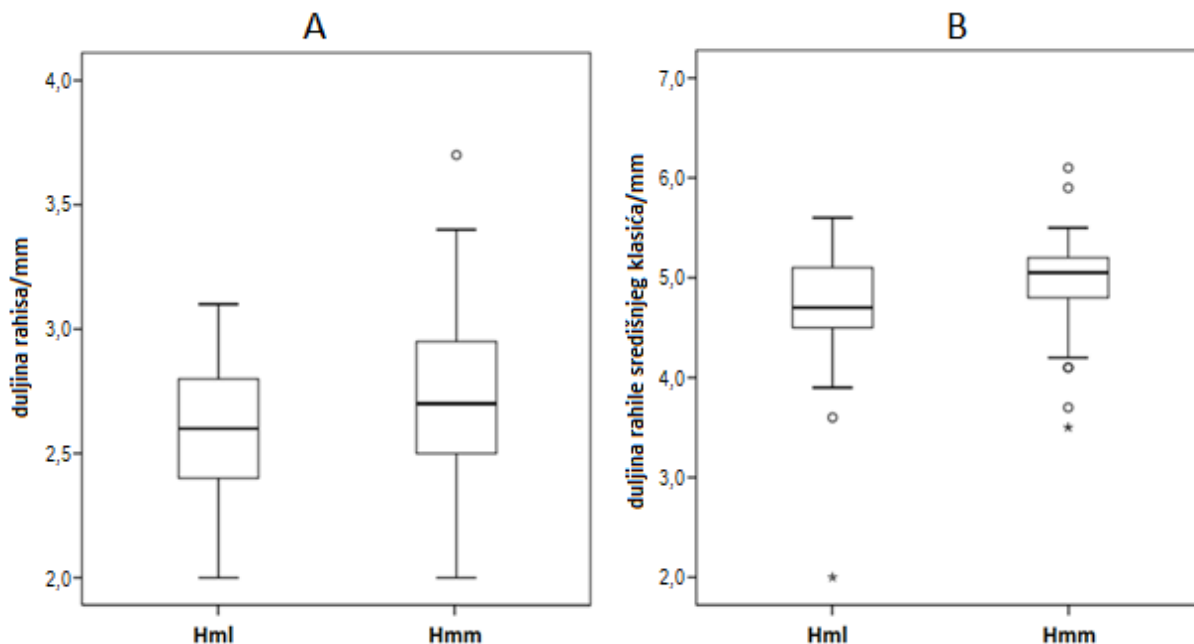 A
duljina rahisa/mm
4,0
3,5
3,0
2,5
2,0
Hml Hmm
B
duljina rahile središnjeg klasića/mm
7,0
6,0
5,0
4,0
3,0
2,0
Hml Hmm